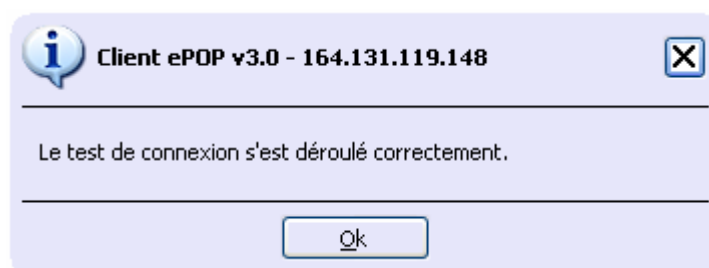 Client ePOP v3.0 - 164.131.119.148
Le test de connexion s'est déroulé correctement.
Ok